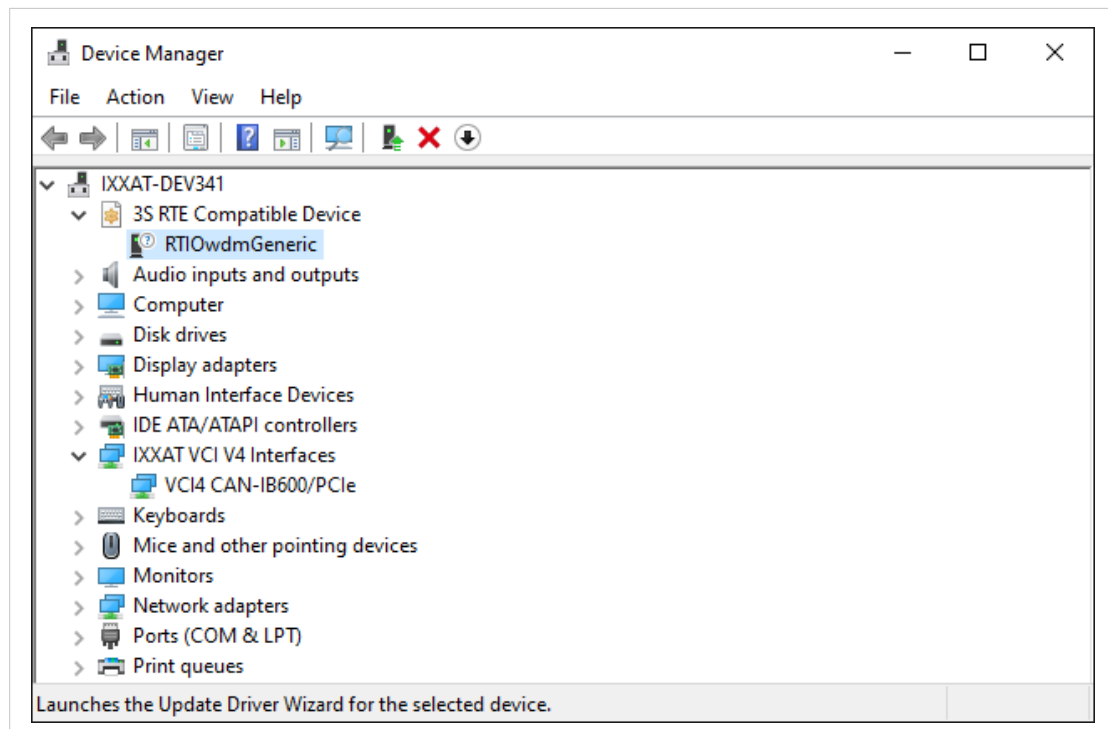 Device Manager
File Action View Help
IXXAT-DEV341
3S RTE Compatible Device
RTIOwdmGeneric
Audio inputs and outputs
Computer
Disk drives
Display adapters
Human Interface Devices
IDE ATA/ATAPI controllers
IXXAT VCI V4 Interfaces
VCI4 CAN-IB600/PCIe
Keyboards
Mice and other pointing devices
Monitors
Network adapters
Ports (COM & LPT)
Print queues
Launches the Update Driver Wizard for the selected device.